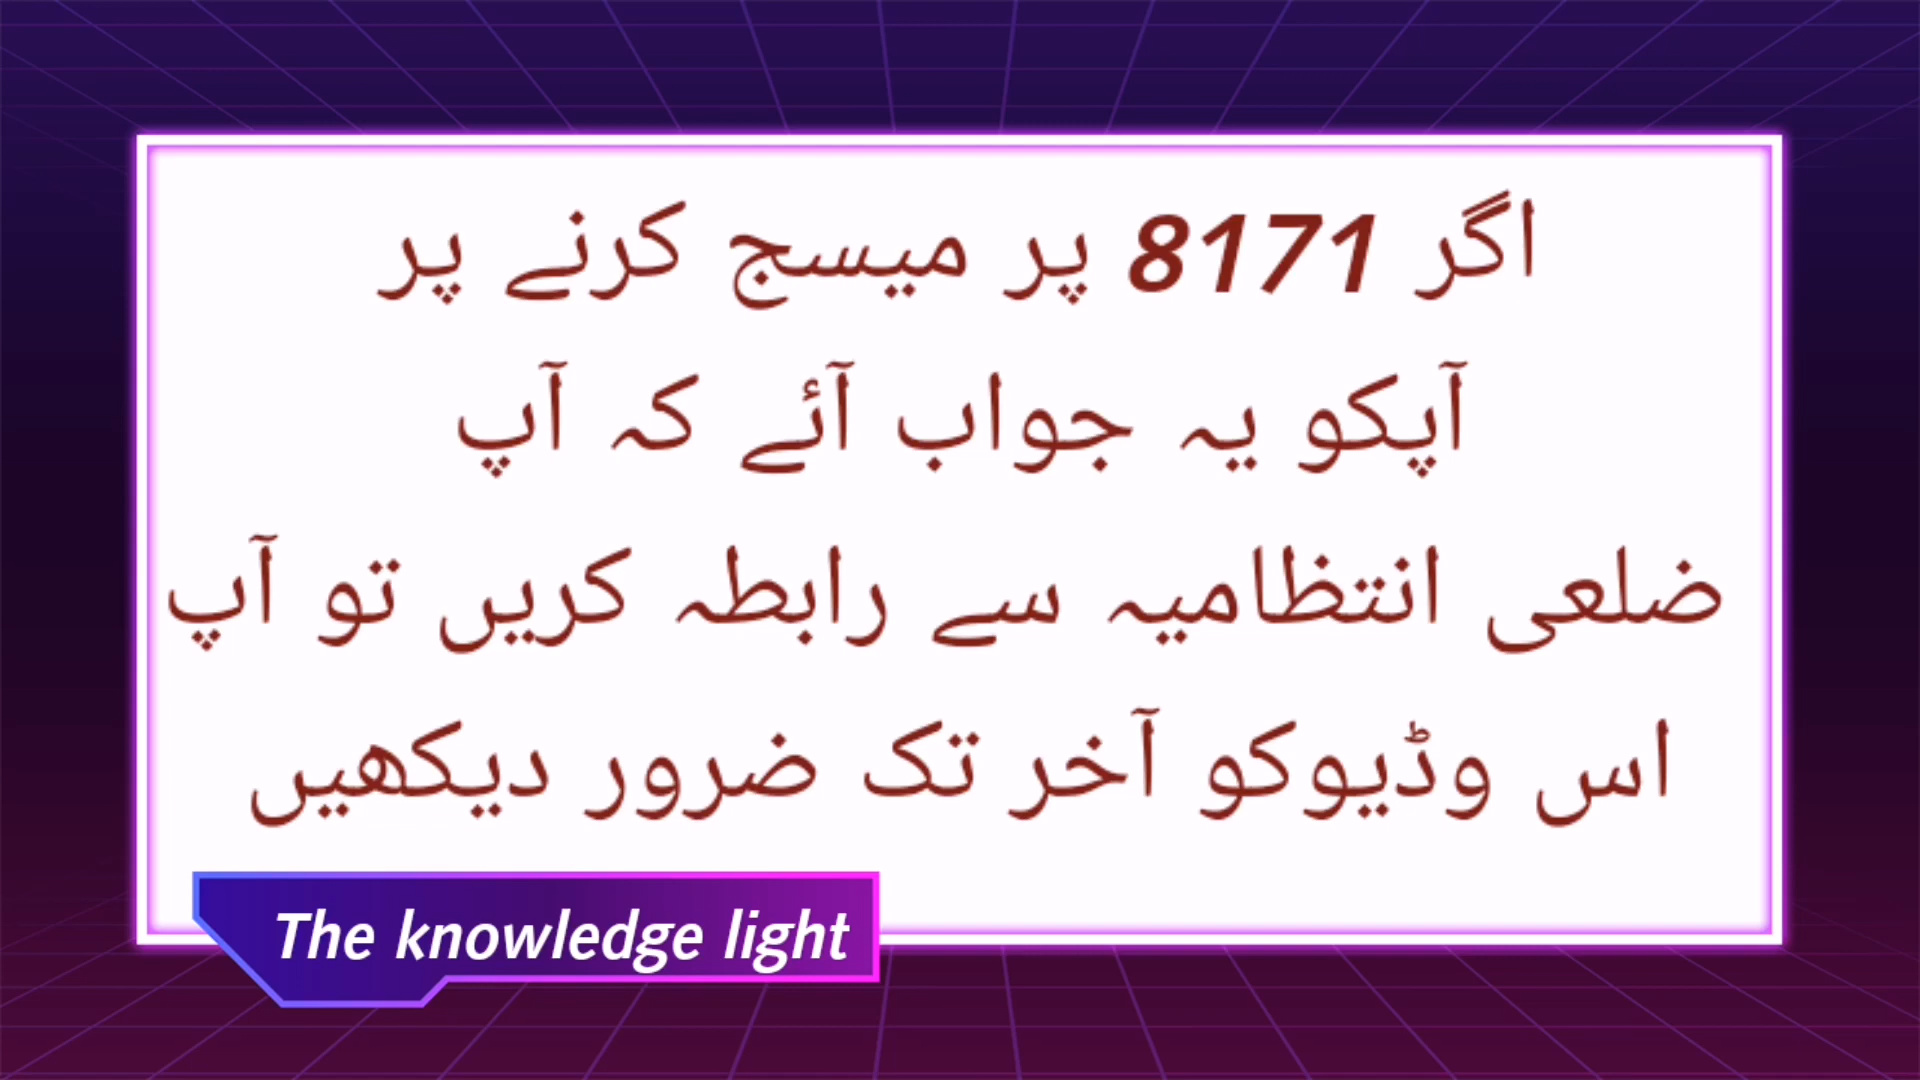 اگر 8171 پر میسج کرنے پر
آپکو یہ جواب آئے کہ آپ
ضلعی انتظامیہ سے رابطہ کریں تو آپ
اس وڈیوکو آخر تک ضرور دیکھیں
The knowledge light